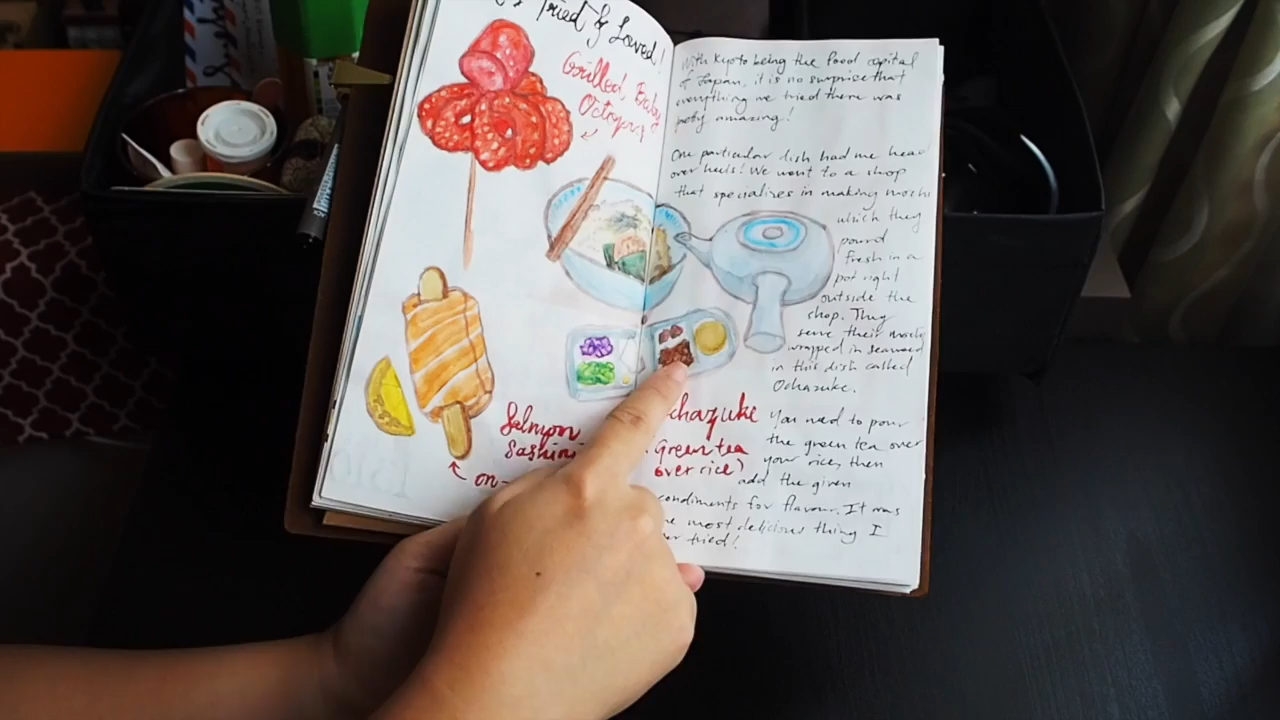 Tried & Loved!
Grilled Baby
Octopus
Salmon
Sashimi
on-
chazuke
Green tea
over rice)
With Kyoto being the food capital
of Japan, it is no surprise that
everything we tried there was
pretty amazing!
One particular dish had me head
over heels! We went to a shop
that specialises in making mochi
which they
pound
fresh in a
pot right
outside the
shop. They
serve their mochi
wrapped in seaweed
in this dish called
Ochazuke.
You need to pour
the green tea over
your rice, then
add the given
condiments for flavour. It was
most delicious thing I
tried!